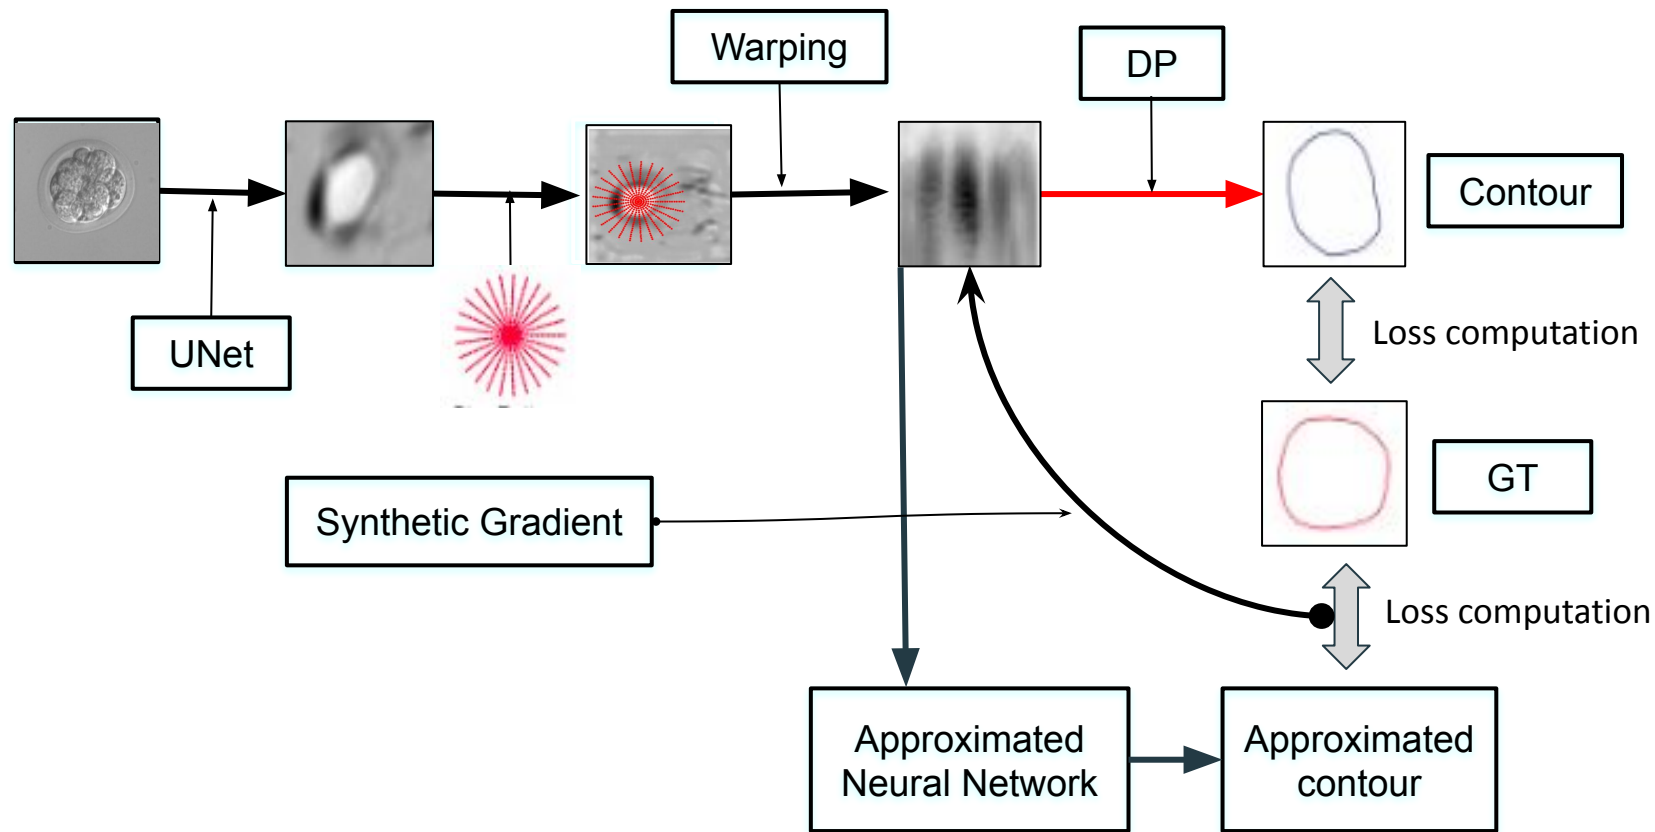 Warping
DP
Contour
UNet
Loss computation
GT
Synthetic Gradient
Loss computation
Approximated
Neural Network
Approximated
contour